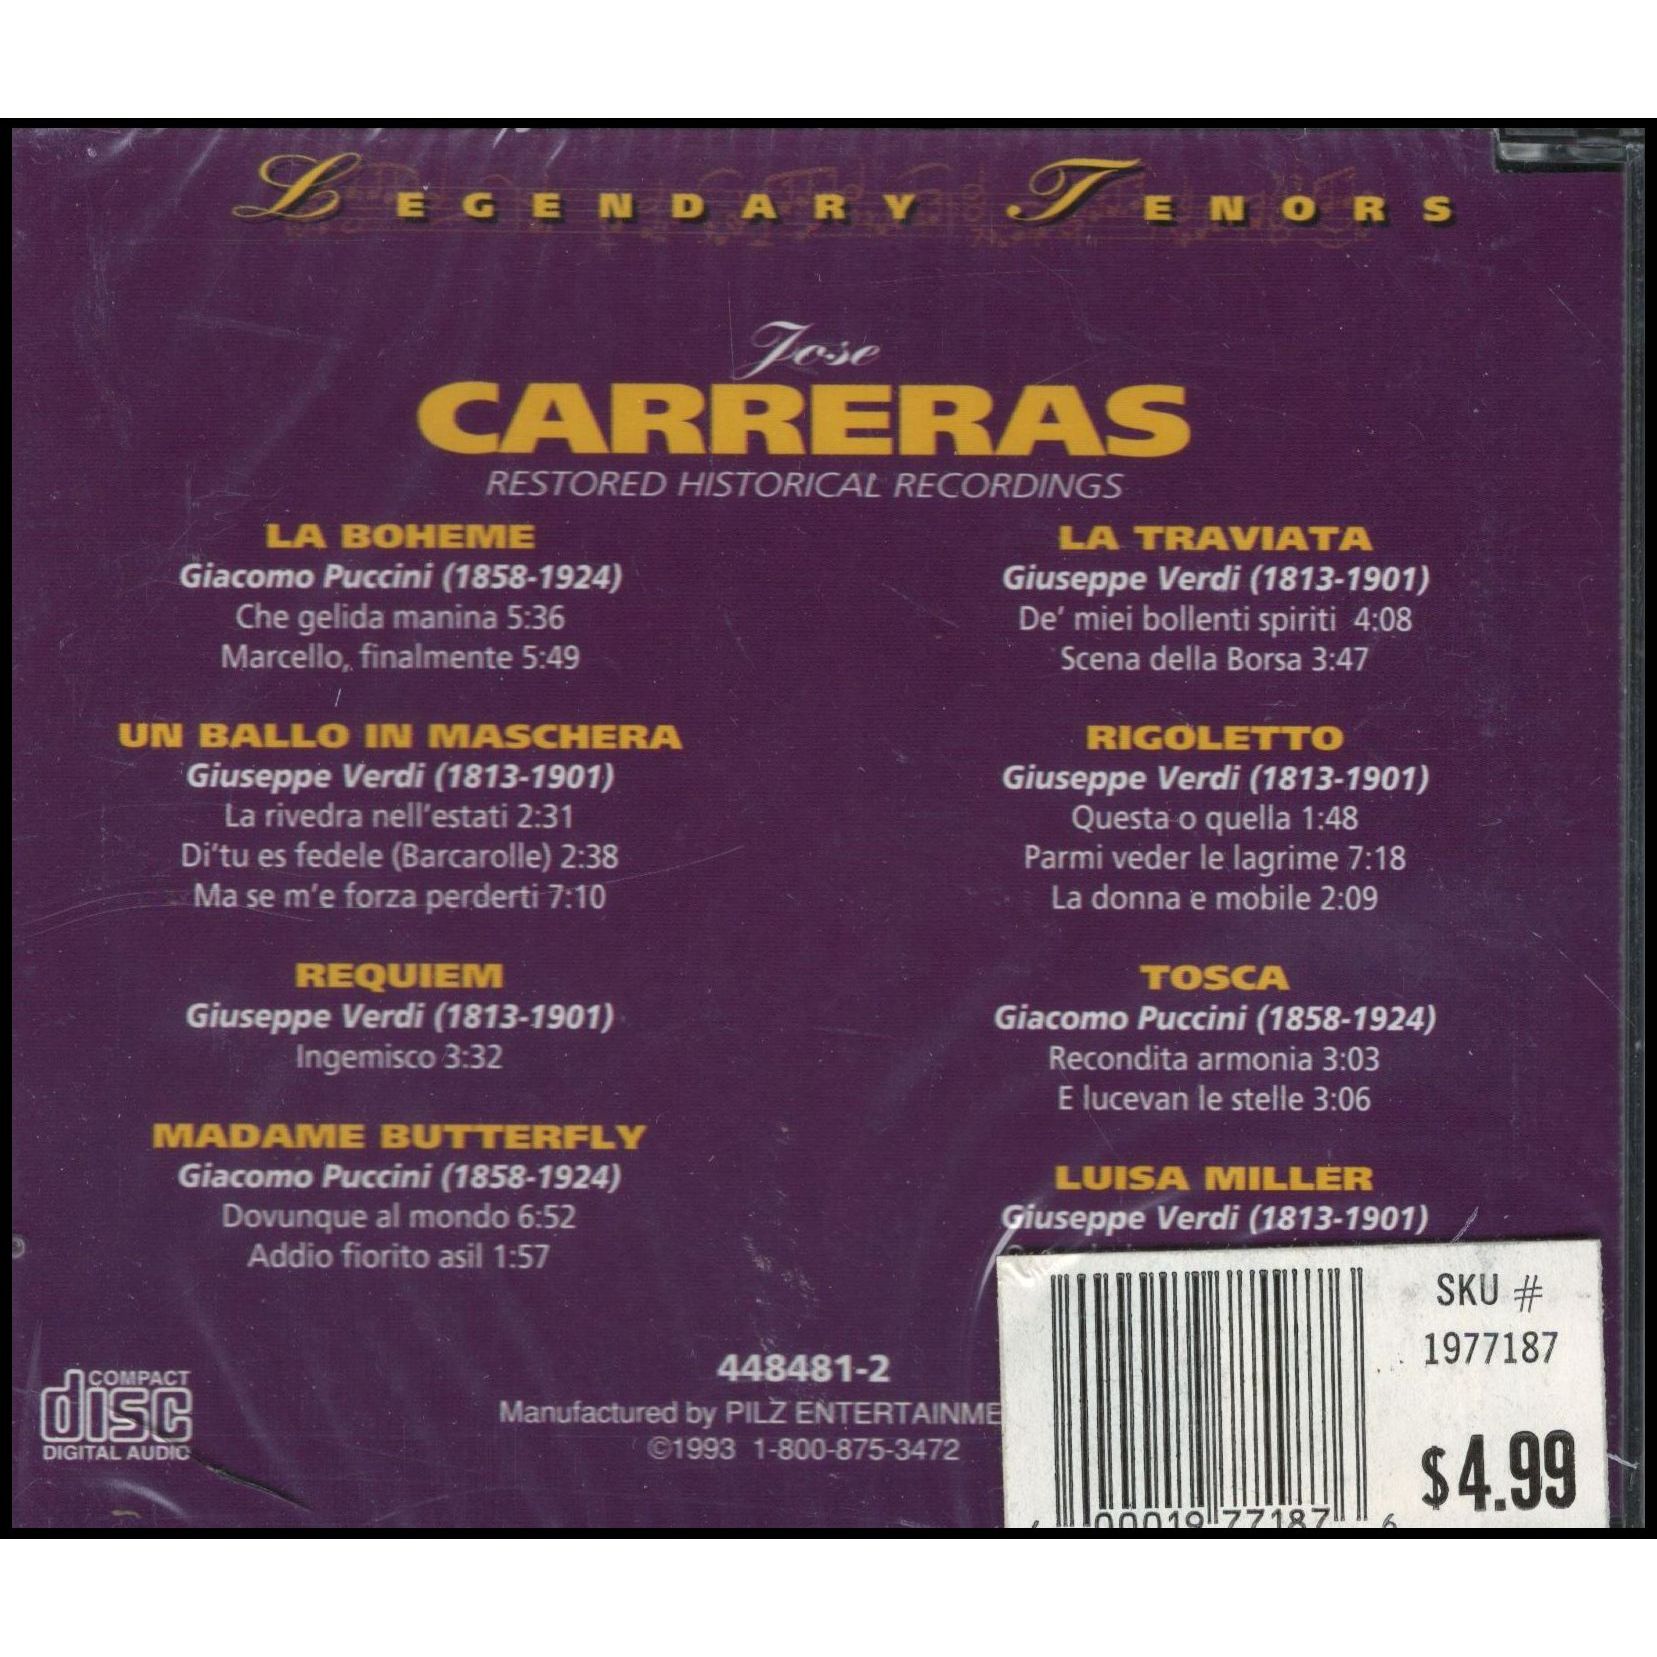 LEGENDARY TENORS
Jose
CARRERAS
RESTORED HISTORICAL RECORDINGS
LA BOHEME
Giacomo Puccini (1858-1924)
Che gelida manina 5:36
Marcello, finalmente 5:49
UN BALLO IN MASCHERA
Giuseppe Verdi (1813-1901)
La rivedra nell'estati 2:31
Di'tu es fedele (Barcarolle) 2:38
Ma se m'e forza perderti 7:10
REQUIEM
Giuseppe Verdi (1813-1901)
Ingemisco 3:32
MADAME BUTTERFLY
Giacomo Puccini (1858-1924)
Dovunque al mondo 6:52
Addio fiorito asil 1:57
LA TRAVIATA
Giuseppe Verdi (1813-1901)
De' miei bollenti spiriti 4:08
Scena della Borsa 3:47
RIGOLETTO
Giuseppe Verdi (1813-1901)
Questa o quella 1:48
Parmi veder le lagrime 7:18
La donna e mobile 2:09
TOSCA
Giacomo Puccini (1858-1924)
Recondita armonia 3:03
E lucevan le stelle 3:06
LUISA MILLER
Giuseppe Verdi (1813-1901)
COMPACT
disc
DIGITAL AUDIO
448481-2
Manufactured by PILZ ENTERTAINME
©1993 1-800-875-3472
SKU #
1977187
$4.99
00019 77187 6